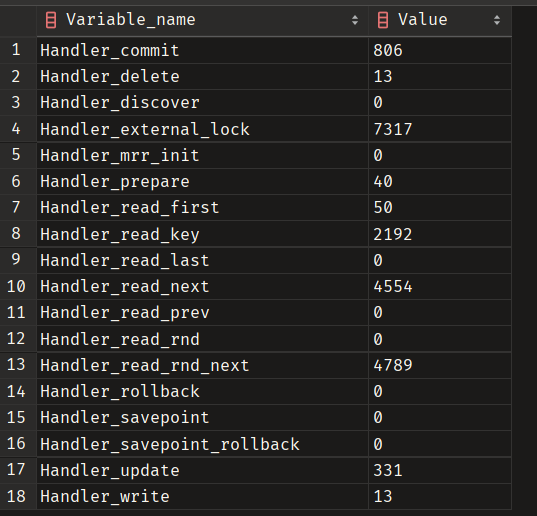 Variable_name Value
1 Handler_commit 806
2 Handler_delete 13
3 Handler_discover 0
4 Handler_external_lock 7317
5 Handler_mrr_init 0
6 Handler_prepare 40
7 Handler_read_first 50
8 Handler_read_key 2192
9 Handler_read_last 0
10 Handler_read_next 4554
11 Handler_read_prev 0
12 Handler_read_rnd 0
13 Handler_read_rnd_next 4789
14 Handler_rollback 0
15 Handler_savepoint 0
16 Handler_savepoint_rollback 0
17 Handler_update 331
18 Handler_write 13